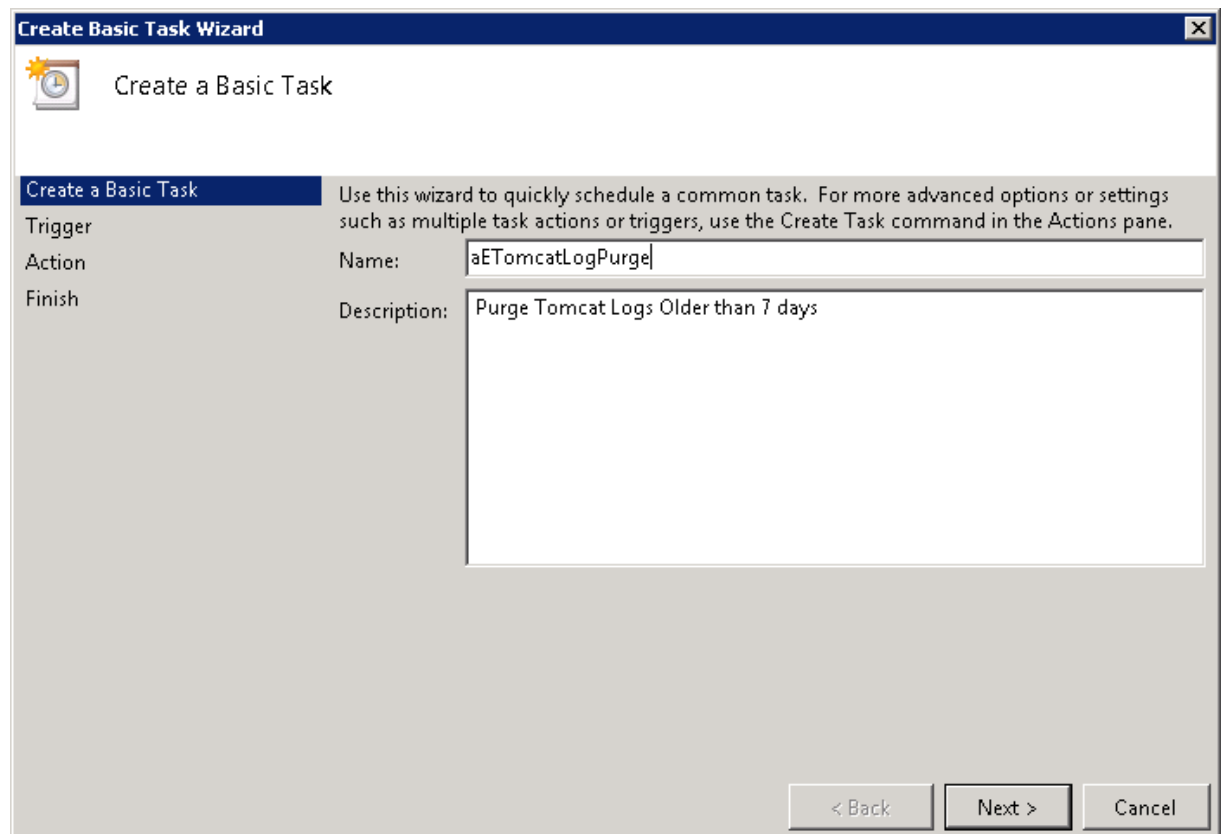 Create Basic Task Wizard
Create a Basic Task
Create a Basic Task
Trigger
Action
Finish
Use this wizard to quickly schedule a common task. For more advanced options or settings
such as multiple task actions or triggers, use the Create Task command in the Actions pane.
Name: aETomcatLogPurge
Description: Purge Tomcat Logs Older than 7 days
< Back Next > Cancel